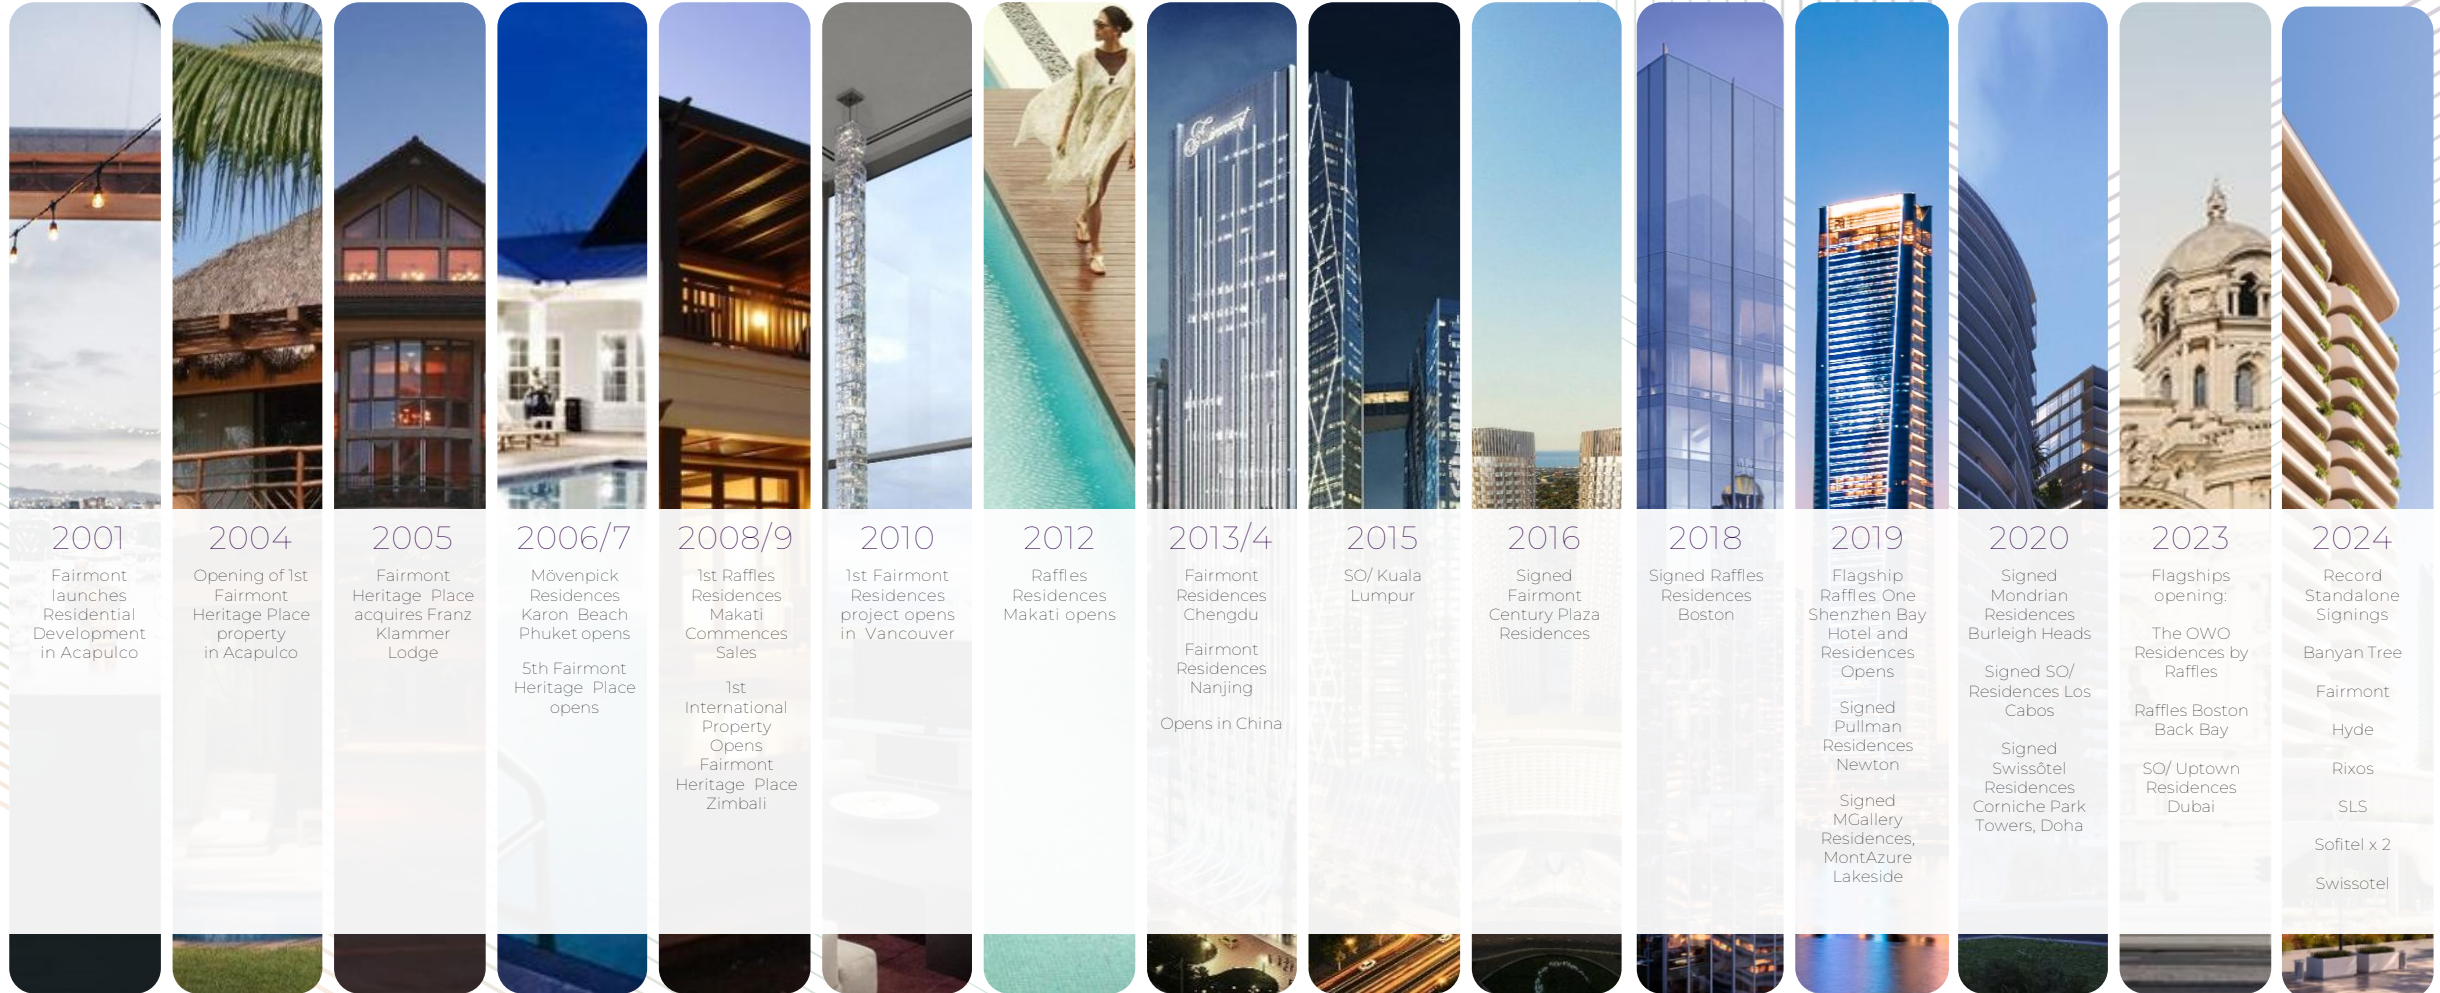 Fairmont
2001
Fairmont
launches
Residential
Development
in Acapulco
2004
Opening of 1st
Fairmont
Heritage Place
property
in Acapulco
2005
Fairmont
Heritage Place
acquires Franz
Klammer
Lodge
2006/7
Mövenpick
Residences
Karon Beach
Phuket opens
5th Fairmont
Heritage Place
opens
2008/9
1st Raffles
Residences
Makati
Commences
Sales
1st
International
Property
Opens
Fairmont
Heritage Place
Zimbali
2010
1st Fairmont
Residences
project opens
in Vancouver
2012
Raffles
Residences
Makati opens
2013/4
Fairmont
Residences
Chengdu
Fairmont
Residences
Nanjing
Opens in China
2015
SO/ Kuala
Lumpur
2016
Signed
Fairmont
Century Plaza
Residences
2018
Signed Raffles
Residences
Boston
2019
Flagship
Raffles One
Shenzhen Bay
Hotel and
Residences
Opens
Signed
Pullman
Residences
Newton
Signed
MGallery
Residences,
MontAzure
Lakeside
2020
Signed
Mondrian
Residences
Burleigh Heads
Signed SO/
Residences Los
Cabos
Signed
Swissôtel
Residences
Corniche Park
Towers, Doha
2023
Flagships
opening:
The OWO
Residences by
Raffles
Raffles Boston
Back Bay
SO/ Uptown
Residences
Dubai
2024
Record
Standalone
Signings
Banyan Tree
Fairmont
Hyde
Rixos
SLS
Sofitel x 2
Swissotel